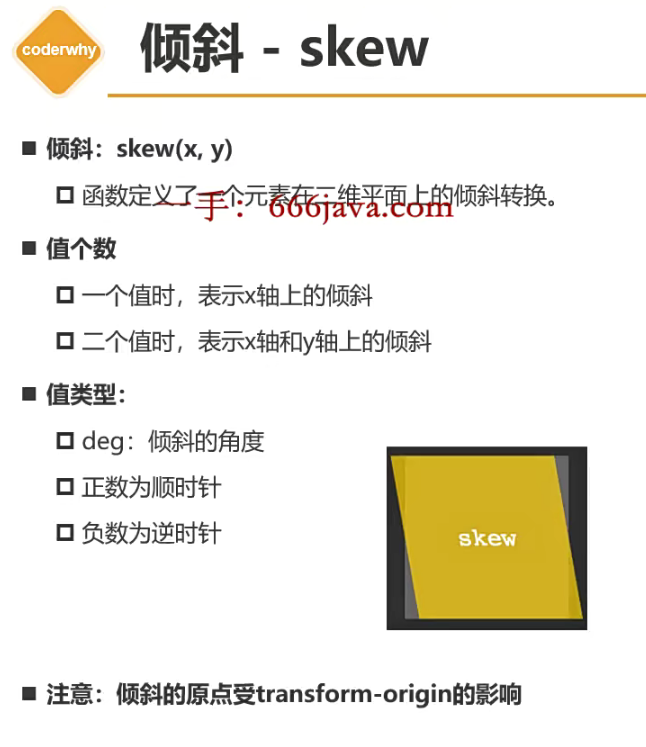 coderwhy
倾斜 - skew
倾斜：skew(x, y)
函数定义了一个元素在二维平面上的倾斜转换。
一手：666java.com
值个数
一个值时，表示x轴上的倾斜
二个值时，表示x轴和y轴上的倾斜
值类型：
deg：倾斜的角度
正数为顺时针
负数为逆时针
skew
注意：倾斜的原点受transform-origin的影响